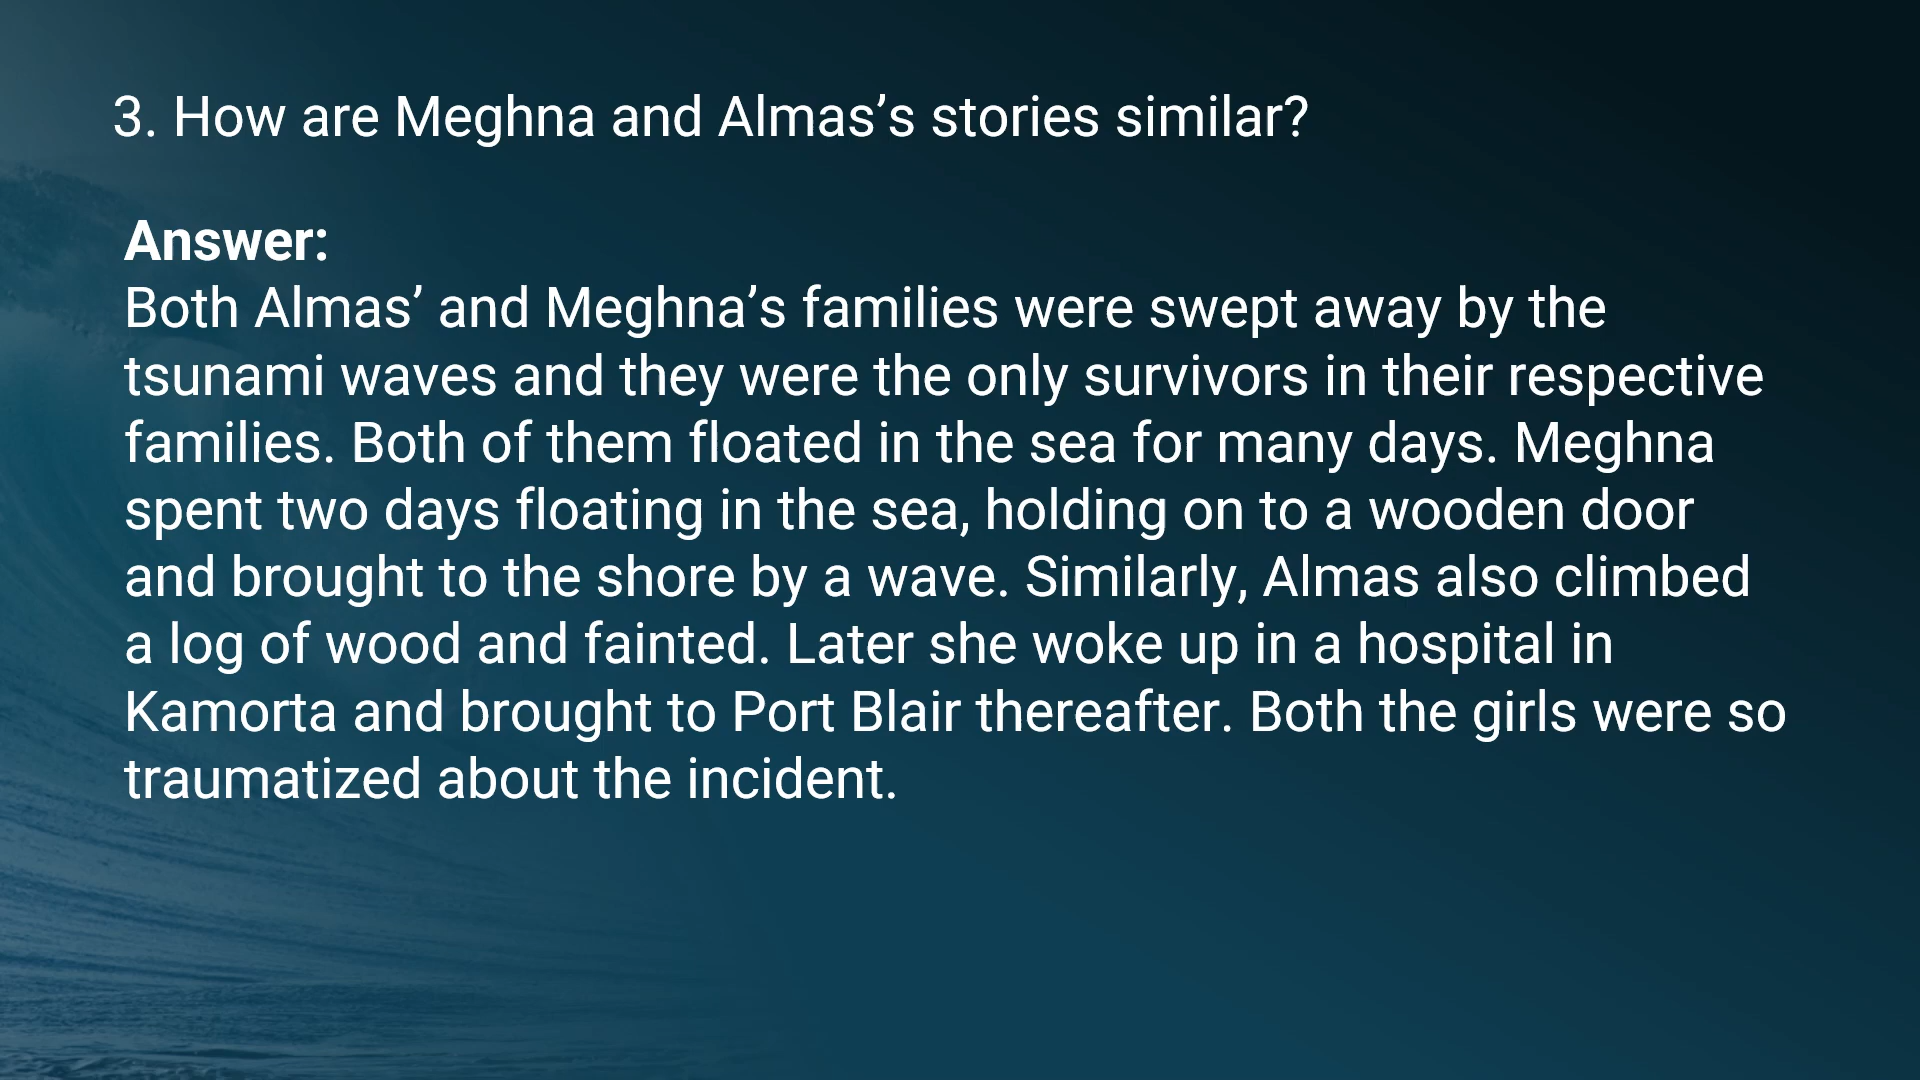 3. How are Meghna and Almas’s stories similar?
Answer:
Both Almas’ and Meghna’s families were swept away by the
tsunami waves and they were the only survivors in their respective
families. Both of them floated in the sea for many days. Meghna
spent two days floating in the sea, holding on to a wooden door
and brought to the shore by a wave. Similarly, Almas also climbed
a log of wood and fainted. Later she woke up in a hospital in
Kamorta and brought to Port Blair thereafter. Both the girls were so
traumatized about the incident.